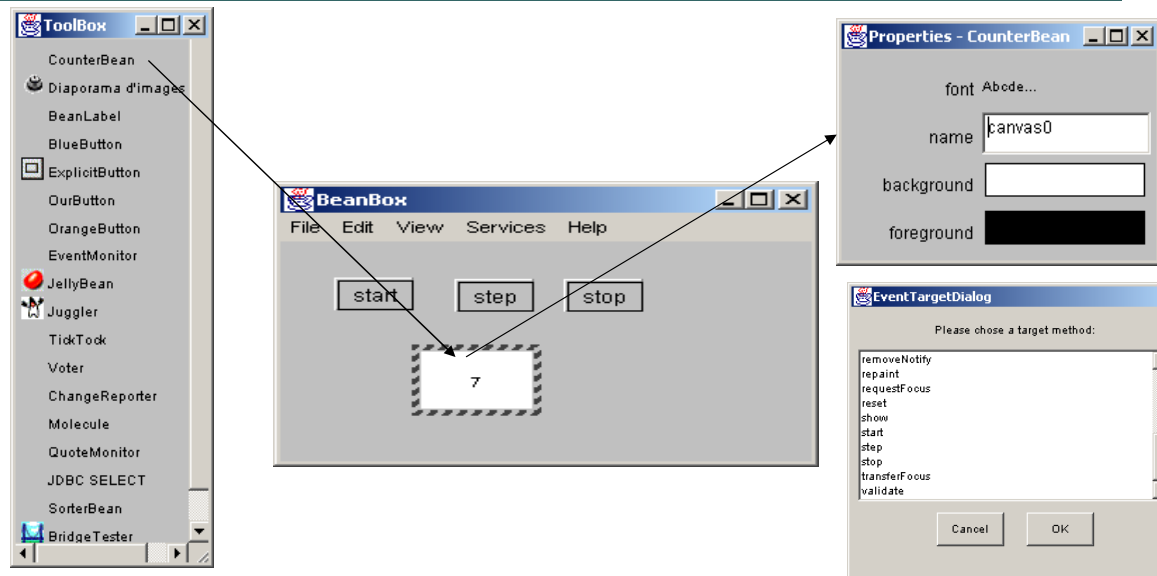 ToolBox
CounterBean
Diaporama d'images
BeanLabel
BlueButton
ExplicitButton
OurButton
OrangeButton
EventMonitor
JellyBean
Juggler
TickTock
Voter
ChangeReporter
Molecule
QuoteMonitor
JDBC SELECT
SorterBean
BridgeTester
BeanBox
File Edit View Services Help
start step stop
7
Properties - CounterBean
font Abcde...
name canvas0
background
foreground
EventTargetDialog
Please chose a target method:
removeNotify
repaint
requestFocus
reset
show
start
step
stop
transferFocus
validate
Cancel OK